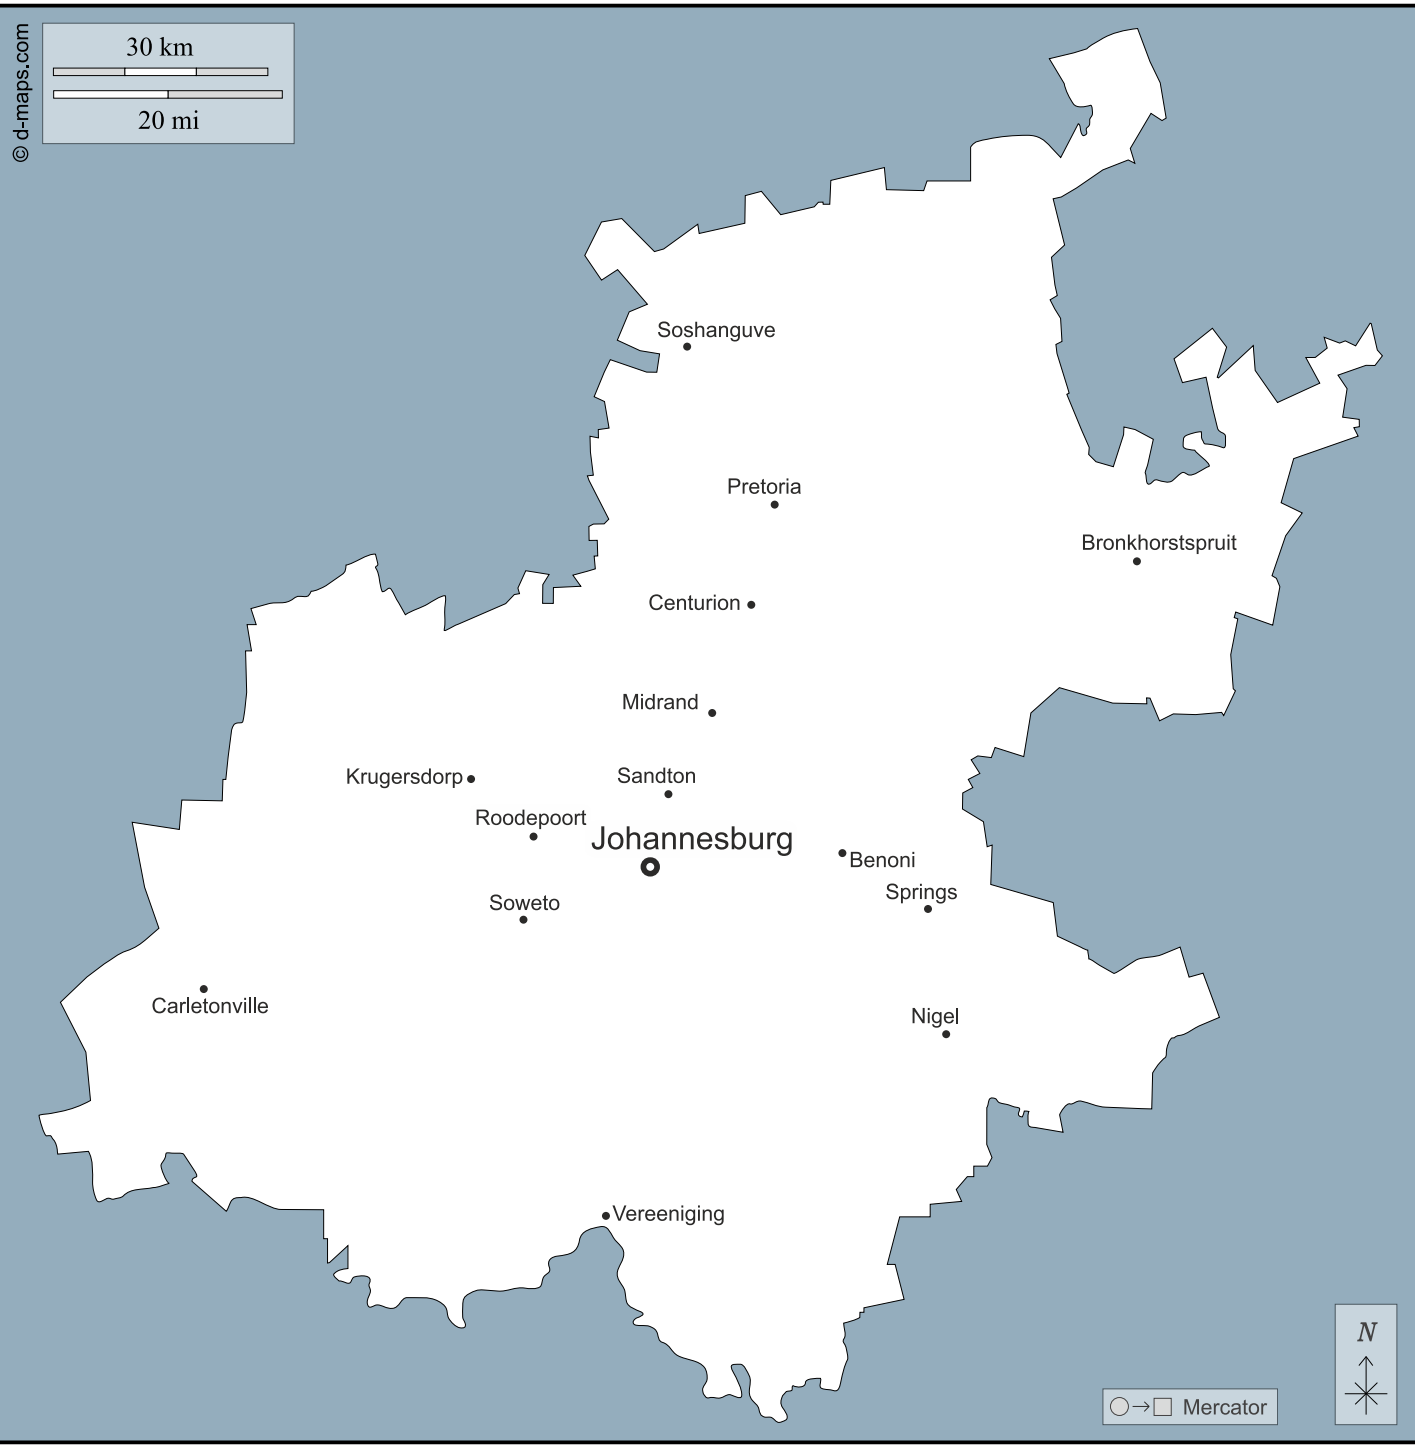 © d-maps.com
30 km
20 mi
Soshanguve
Pretoria
Bronkhorstspruit
Centurion
Midrand
Krugersdorp
Sandton
Roodepoort
Johannesburg
Benoni
Springs
Soweto
Carletonville
Nigel
Vereeniging
N
Mercator